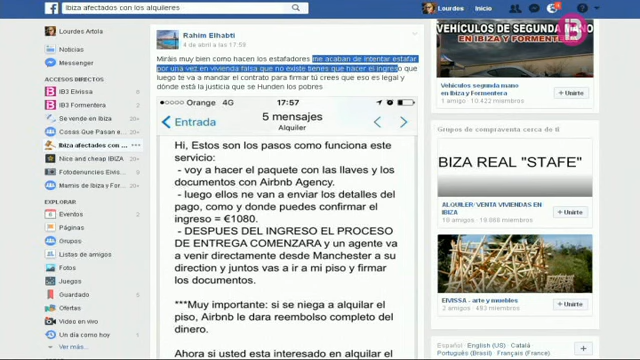 ibiza afectados con los alquileres
Lourdes
Inicio
Lourdes Artola
Noticias
Messenger
ACCESOS DIRECTOS
IB3 Eivissa
IB3 Formentera
Se vende en Ibiza
Cosas Que Pasan e...
Ibiza afectados con ...
Nice and cheap IBIZA
Fotodenuncies Eiviss...
Mamis de Ibiza y For...
EXPLORAR
Eventos 2
Páginas
Grupos
Listas de amigos
Fotos
Juegos
Guardado
Ofertas
Vídeo en vivo
Un día como hoy 1
Ver más...
Rahim Elhabti
4 de abril a las 17:59
Miráis muy bien como hacen los estafadores me acaban de intentar estafar
por una vez en vivienda falsa que no existe tienes que hacer el ingreso que
luego te va a mandar el contrato para firmar tú crees que eso es legal y
dónde está la justicia que se Hunden los pobres
Orange 4G 17:57
Entrada
5 mensajes
Alquiler
Hi, Estos son los pasos como funciona este
servicio:
- voy a hacer el paquete con las llaves y los
documentos con Airbnb Agency.
- luego ellos ne van a enviar los detalles del
pago, como y donde puedes confirmar el
ingreso = €1080.
- DESPUES DEL INGRESO EL PROCESO
DE ENTREGA COMENZARA y un agente va
a venir directamente desde Manchester a su
direction y juntos vas a ir a mi piso y firmar
los documentos.
***Muy importante: si se niega a alquilar el
piso, Airbnb le dara reembolso completo del
dinero.
Ahora si usted esta interesado en alquilar el
VEHÍCULOS DE SEGUNDA MANO
EN IBIZA Y FORMENTERA
Vehículos segunda mano
en Ibiza y Formentera
1 amigo · 10.422 miembros
+ Unirte
Grupos de compraventa cerca de ti
BIZA REAL "STAFE"
ALQUILER/ VENTA VIVIENDAS EN
IBIZA
+ Unirte
EIVISSA - arte y muebles
2 amigos · 493 miembros
+ Unirte
Español · English (US) · Català ·
Português (Brasil) · Français (France)